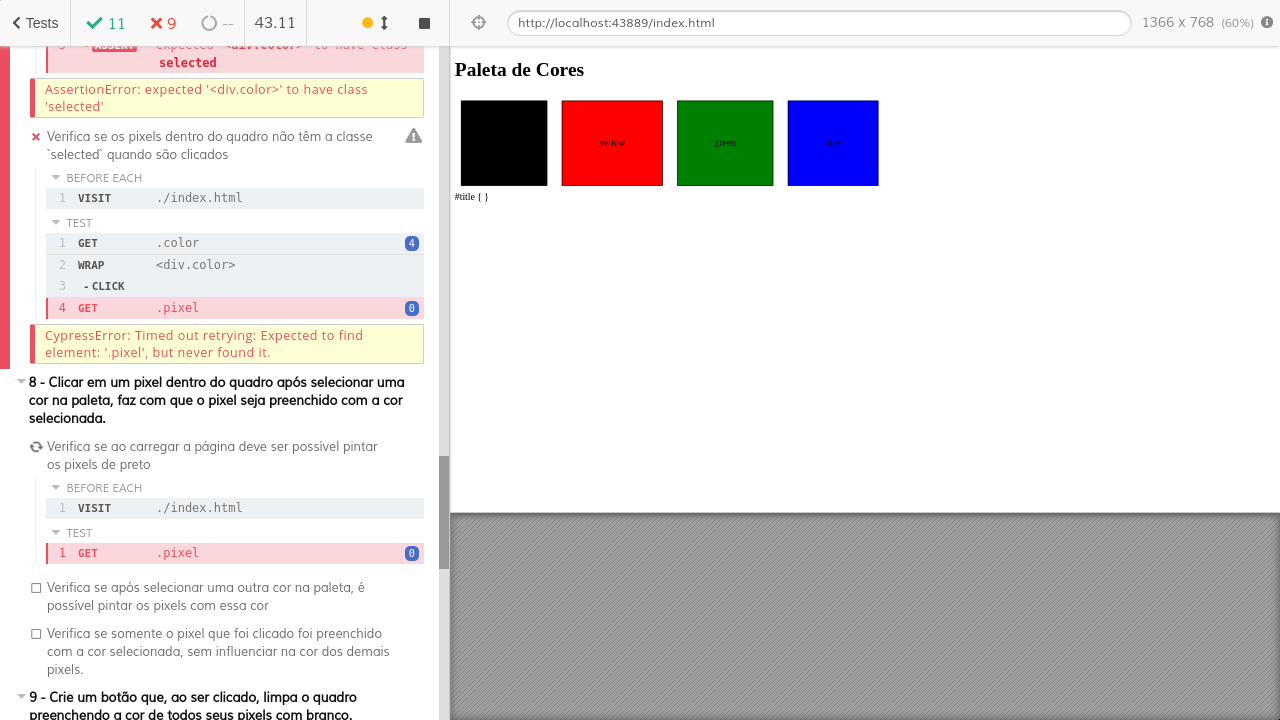 Tests 11 9 -- 43.11
http://localhost:43889/index.html 1366 x 768 (60%)
3 - ASSERT expected <div.color> to have class
selected
AssertionError: expected '<div.color>' to have class
'selected'
Verifica se os pixels dentro do quadro não têm a classe
`selected` quando são clicados
BEFORE EACH
1 VISIT ./index.html
TEST
1 GET .color 4
2 WRAP <div.color>
3 - CLICK
4 GET .pixel 0
CypressError: Timed out retrying: Expected to find
element: '.pixel', but never found it.
8 - Clicar em um pixel dentro do quadro após selecionar uma
cor na paleta, faz com que o pixel seja preenchido com a cor
selecionada.
Verifica se ao carregar a página deve ser possível pintar
os pixels de preto
BEFORE EACH
1 VISIT ./index.html
TEST
1 GET .pixel 0
Verifica se após selecionar uma outra cor na paleta, é
possível pintar os pixels com essa cor
Verifica se somente o pixel que foi clicado foi preenchido
com a cor selecionada, sem influenciar na cor dos demais
pixels.
9 - Crie um botão que, ao ser clicado, limpa o quadro
preenchendo a cor de todos seus pixels com branco.
Paleta de Cores
yellow green blue
#title { }